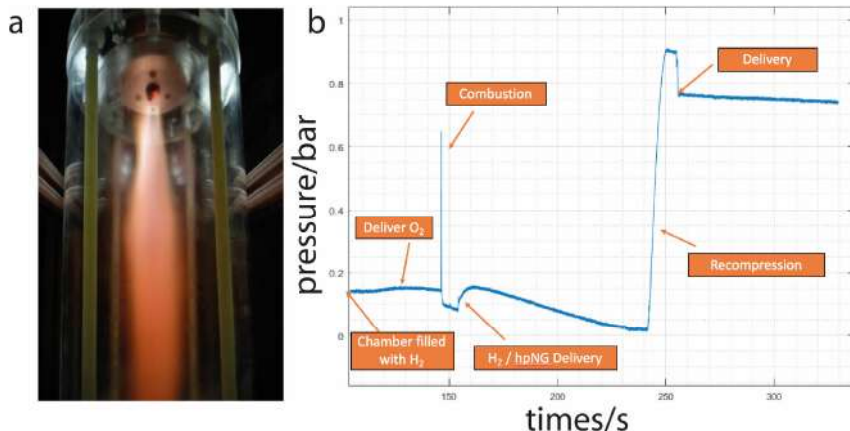 a
b
pressure/bar
1
0.8
0.6
0.4
0.2
0
Delivery
Combustion
Deliver O₂
Recompression
Chamber filled
with H₂
H₂ / hpNG Delivery
150
200
250
300
times/s